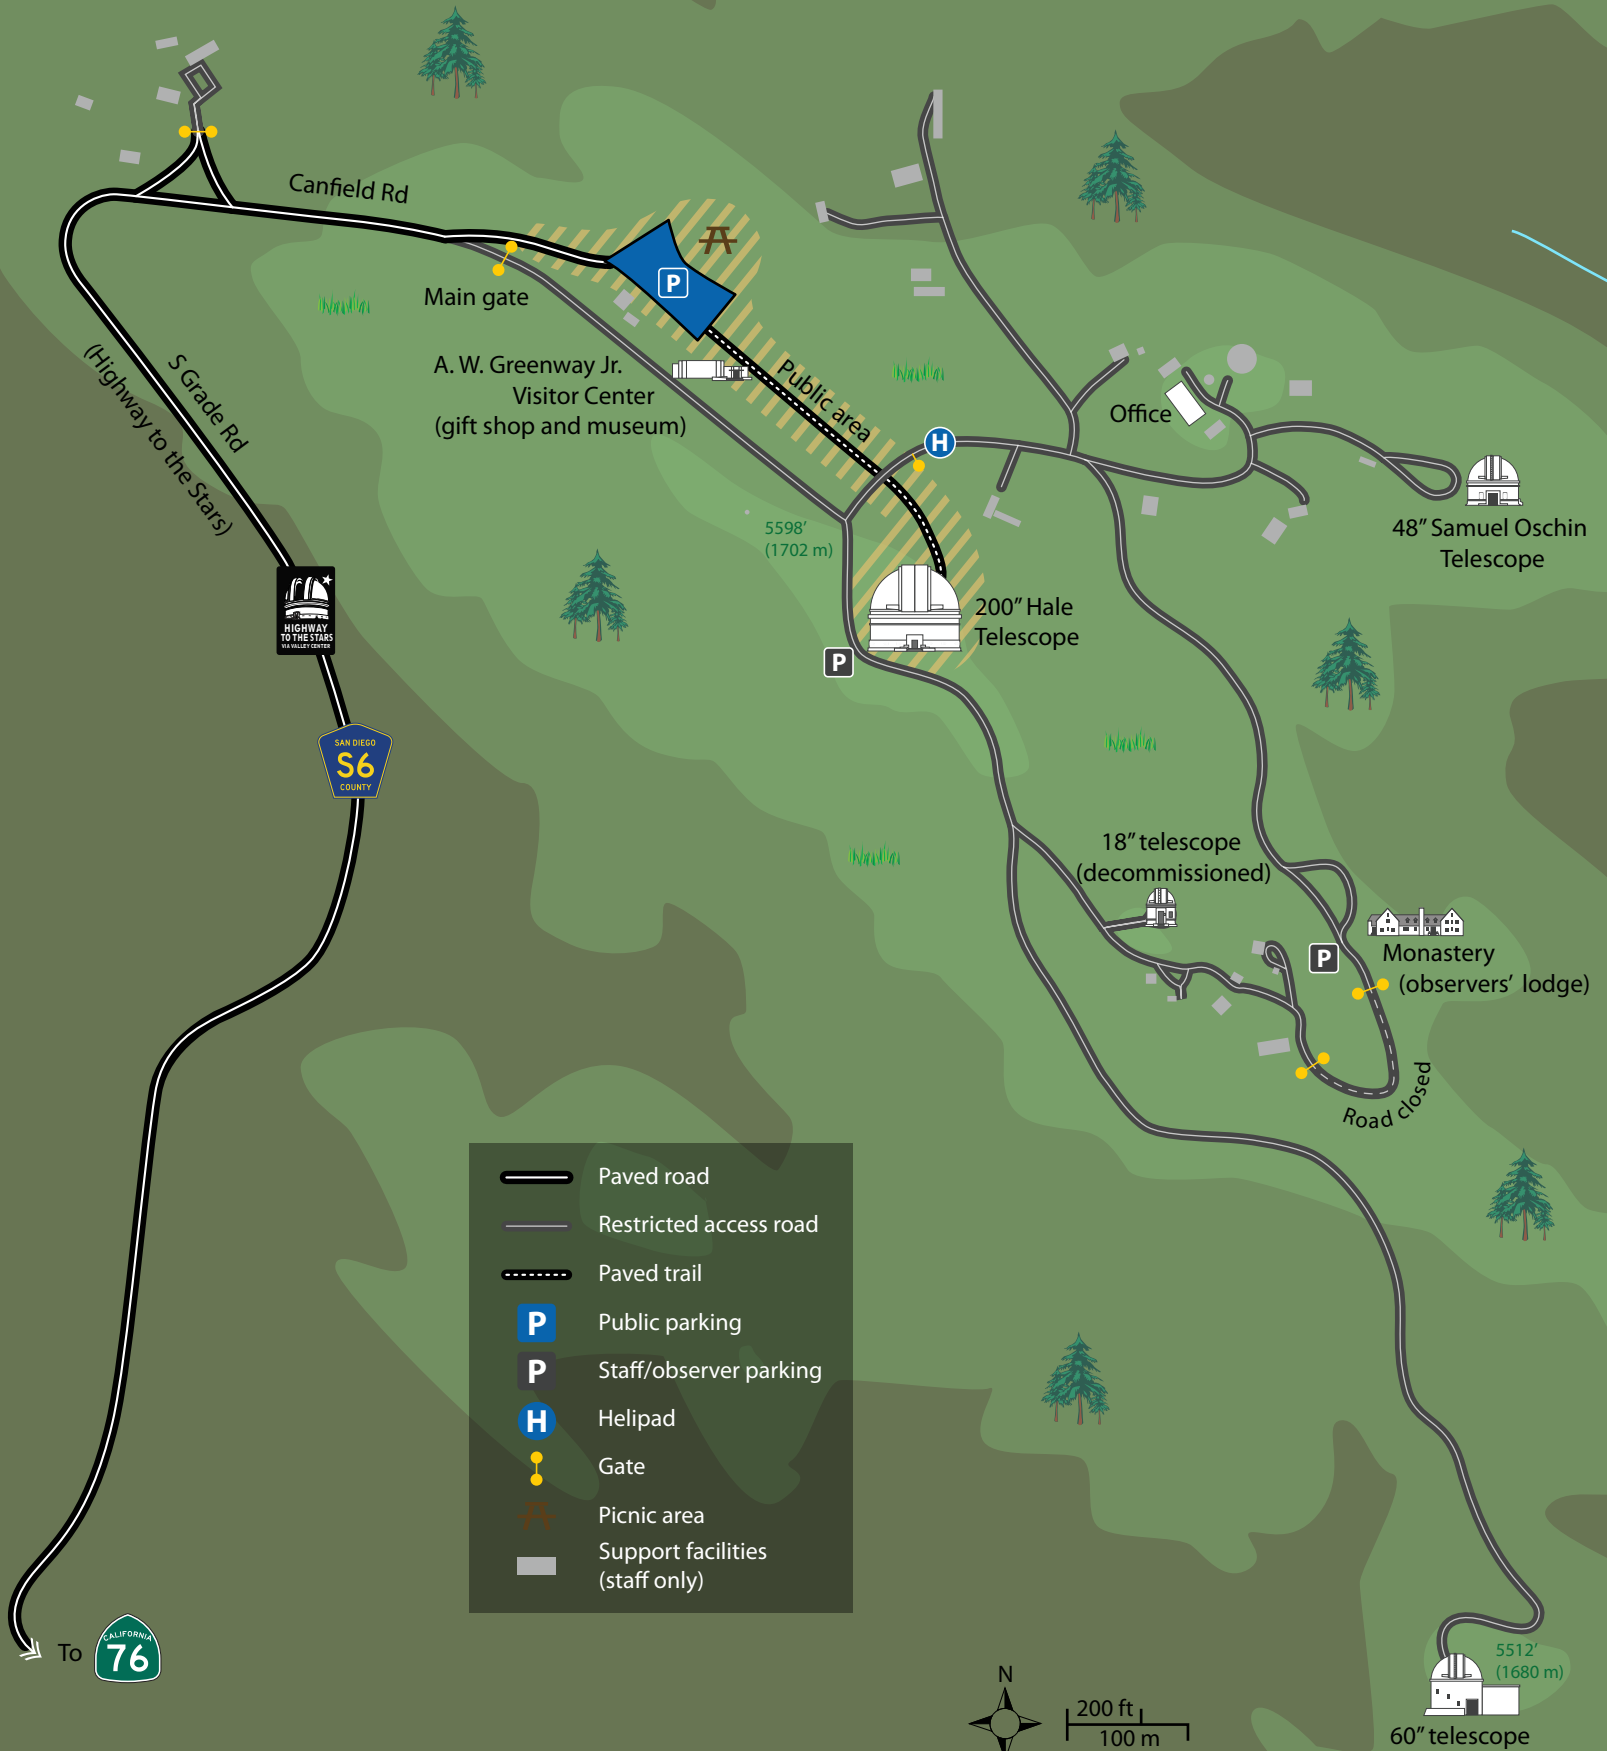 Canfield Rd
Main gate
P
A. W. Greenway Jr.
Visitor Center
(gift shop and museum)
Public area
S Grade Rd
(Highway to the Stars)
H
Office
48” Samuel Oschin
Telescope
5598’
(1702 m)
200” Hale
Telescope
P
HIGHWAY
TO THE STARS
VIA VALLEY CENTER
SAN DIEGO
S6
COUNTY
18” telescope
(decommissioned)
P
Monastery
(observers’ lodge)
Road closed
Paved road
Restricted access road
Paved trail
P
Public parking
P
Staff/observer parking
H
Helipad
Gate
Picnic area
Support facilities
(staff only)
To
CALIFORNIA
76
N
200 ft
100 m
5512’
(1680 m)
60” telescope